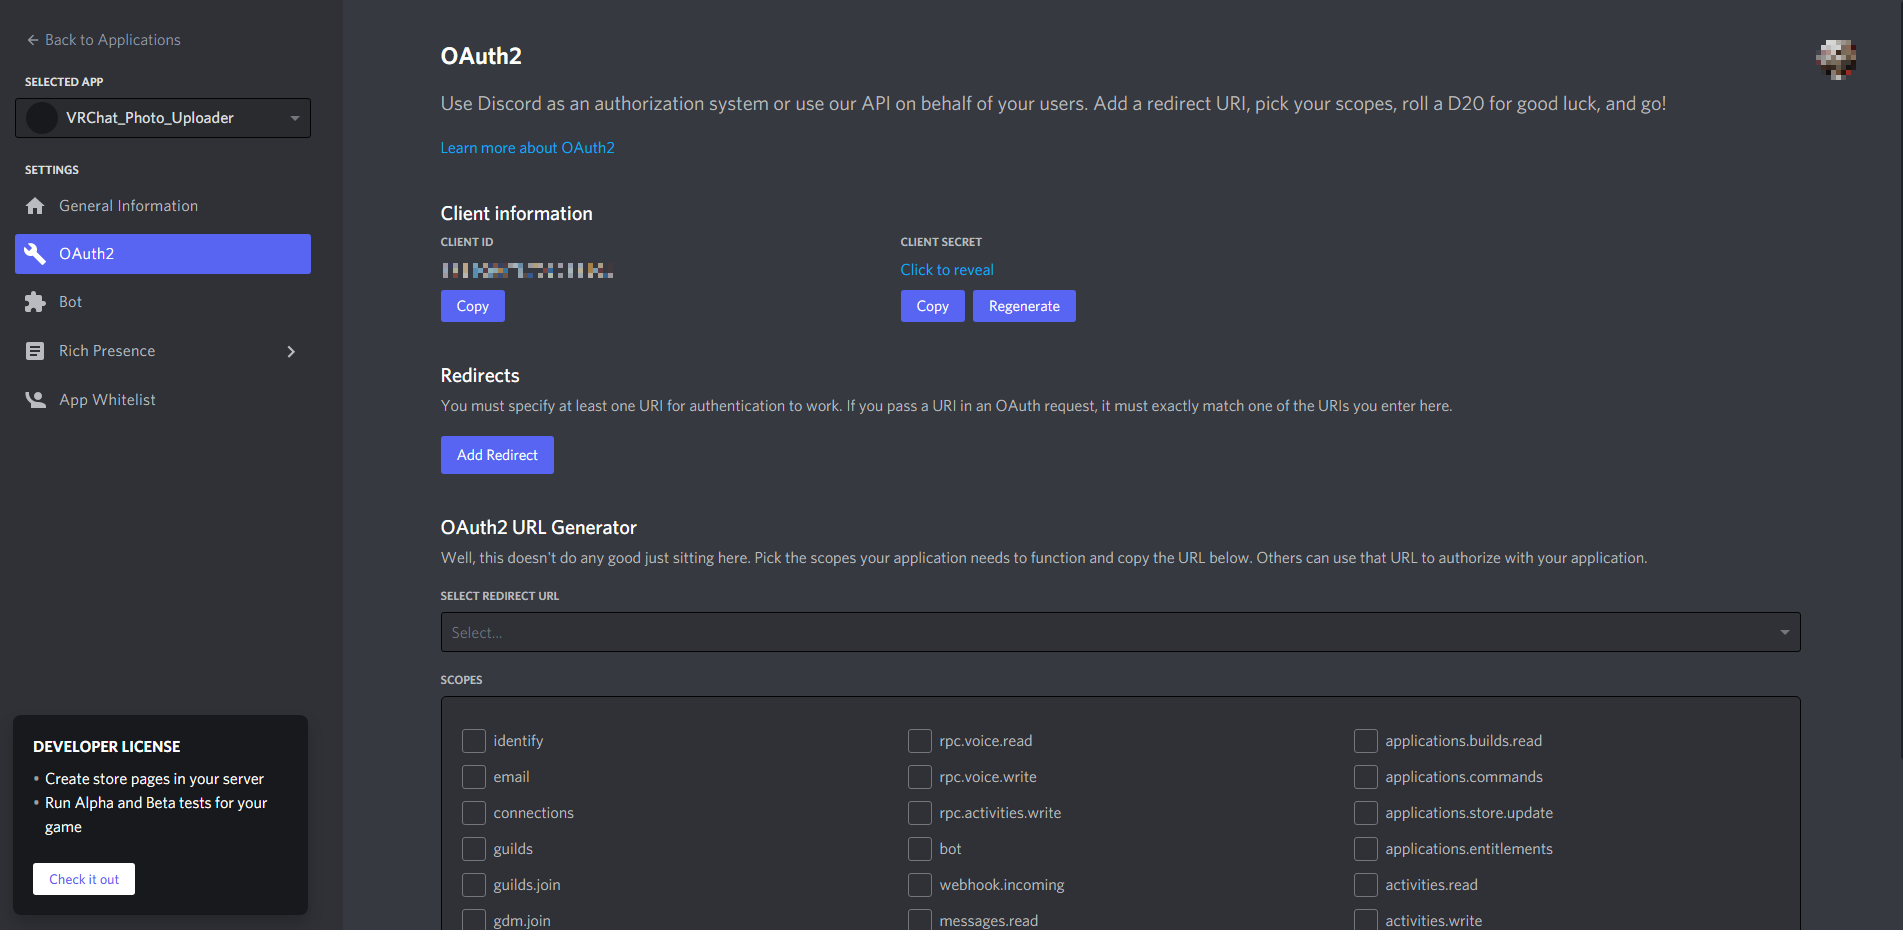 ← Back to Applications
SELECTED APP
VRChat_Photo_Uploader
SETTINGS
General Information
OAuth2
Bot
Rich Presence
App Whitelist
DEVELOPER LICENSE
• Create store pages in your server
• Run Alpha and Beta tests for your
game
Check it out
OAuth2
Use Discord as an authorization system or use our API on behalf of your users. Add a redirect URI, pick your scopes, roll a D20 for good luck, and go!
Learn more about OAuth2
Client information
CLIENT ID
Copy
CLIENT SECRET
Click to reveal
Copy Regenerate
Redirects
You must specify at least one URI for authentication to work. If you pass a URI in an OAuth request, it must exactly match one of the URIs you enter here.
Add Redirect
OAuth2 URL Generator
Well, this doesn't do any good just sitting here. Pick the scopes your application needs to function and copy the URL below. Others can use that URL to authorize with your application.
SELECT REDIRECT URL
Select...
SCOPES
identify
email
connections
guilds
guilds.join
gdm.join
rpc.voice.read
rpc.voice.write
rpc.activities.write
bot
webhook.incoming
messages.read
applications.builds.read
applications.commands
applications.store.update
applications.entitlements
activities.read
activities.write